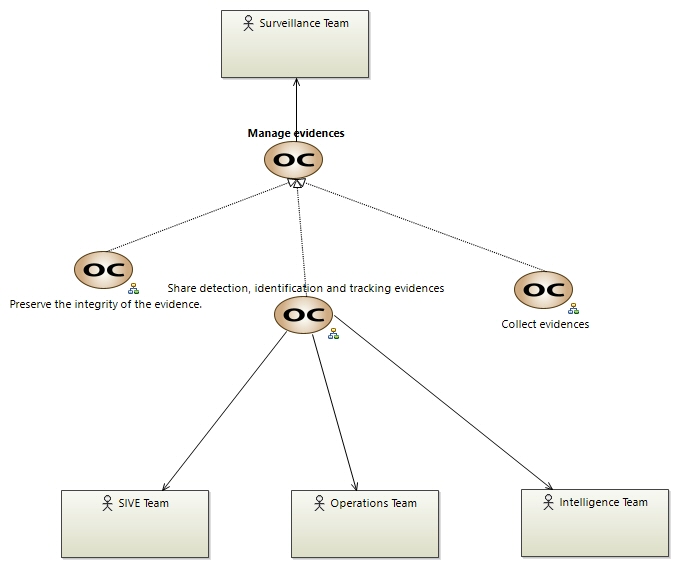 Surveillance Team
Manage evidences
OC
OC
Preserve the integrity of the evidence.
Share detection, identification and tracking evidences
OC
OC
Collect evidences
SIVE Team
Operations Team
Intelligence Team